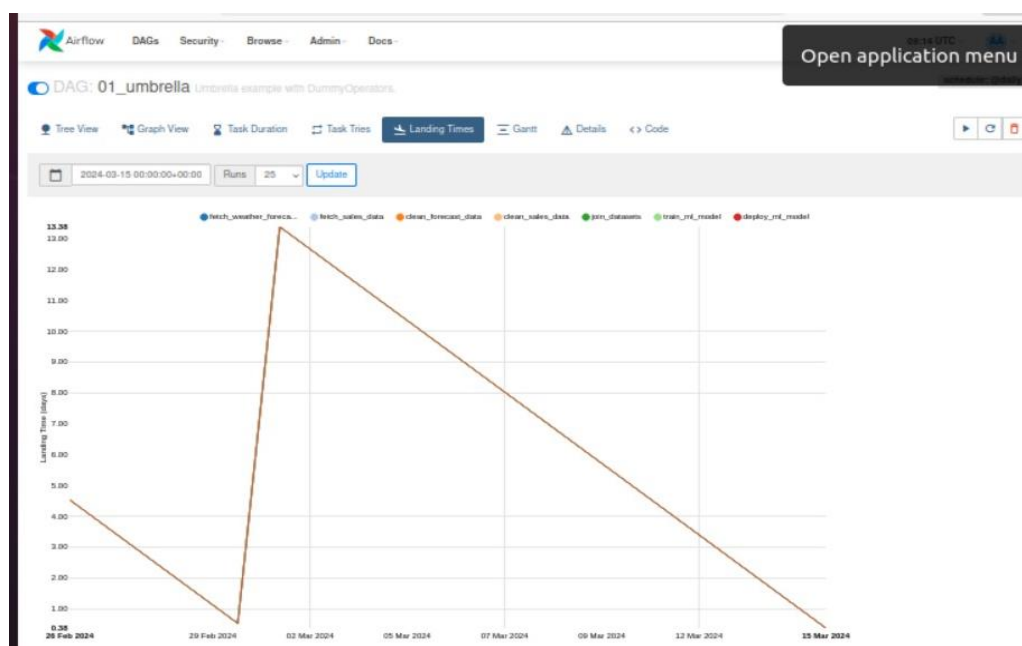 Airflow DAGs Security Browse Admin Docs
Open application menu
DAG: 01_umbrella Umbrella example with DummyOperators.
Tree View Graph View Task Duration Task Tries Landing Times Gantt Details <> Code
2024-03-15 00:00:00+00:00 Runs 25 Update
fetch_weather_foreca... fetch_sales_data clean_forecast_data clean_sales_data join_datasets train_ml_model deploy_ml_model
13.38
13.00
12.00
11.00
10.00
9.00
8.00
7.00
6.00
5.00
4.00
3.00
2.00
1.00
0.38
Landing Time (days)
26 Feb 2024 29 Feb 2024 02 Mar 2024 05 Mar 2024 07 Mar 2024 09 Mar 2024 12 Mar 2024 15 Mar 2024